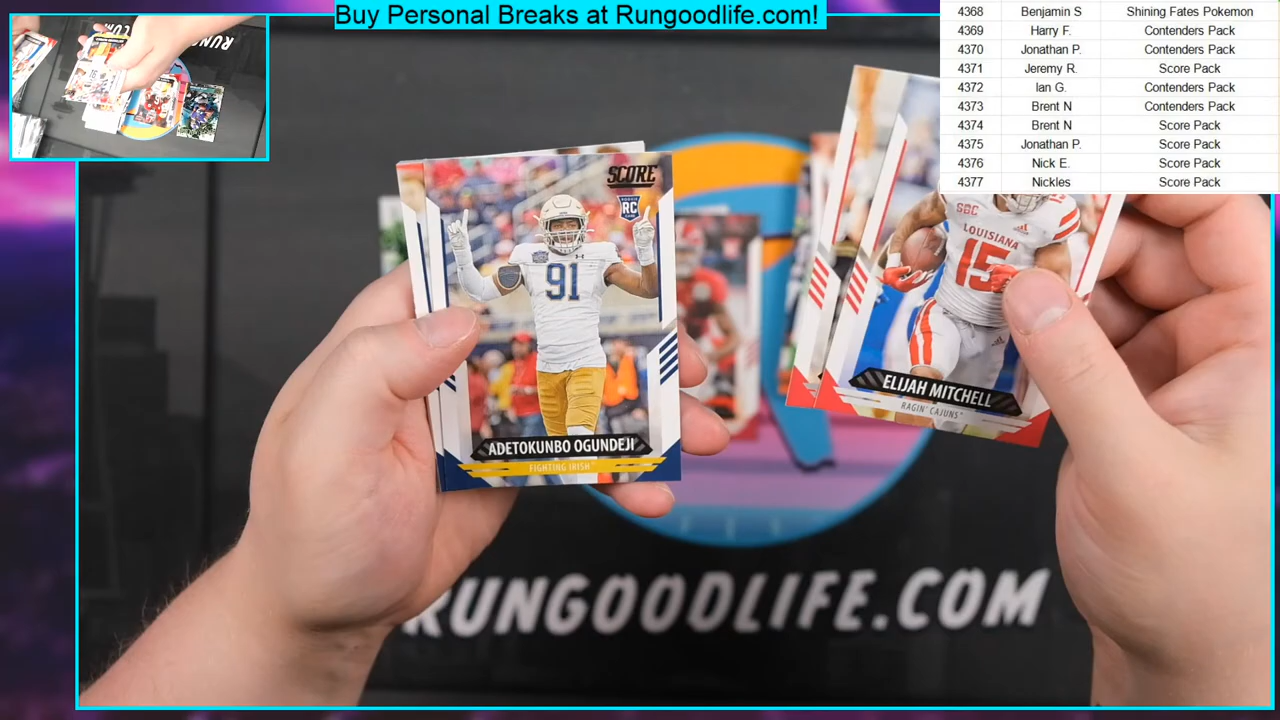 Buy Personal Breaks at Rungoodlife.com!
4368 Benjamin S Shining Fates Pokemon
4369 Harry F. Contenders Pack
4370 Jonathan P. Contenders Pack
4371 Jeremy R. Score Pack
4372 Ian G. Contenders Pack
4373 Brent N Contenders Pack
4374 Brent N Score Pack
4375 Jonathan P. Score Pack
4376 Nick E. Score Pack
4377 Nickles Score Pack
RUNGOOD
SCORE
ROOKIE
RC
91
ADETOKUNBO OGUNDEJI
FIGHTING IRISH™
SBC
LOUISIANA
15
ELIJAH MITCHELL
RAGIN' CAJUNS®
RUNGOODLIFE.COM